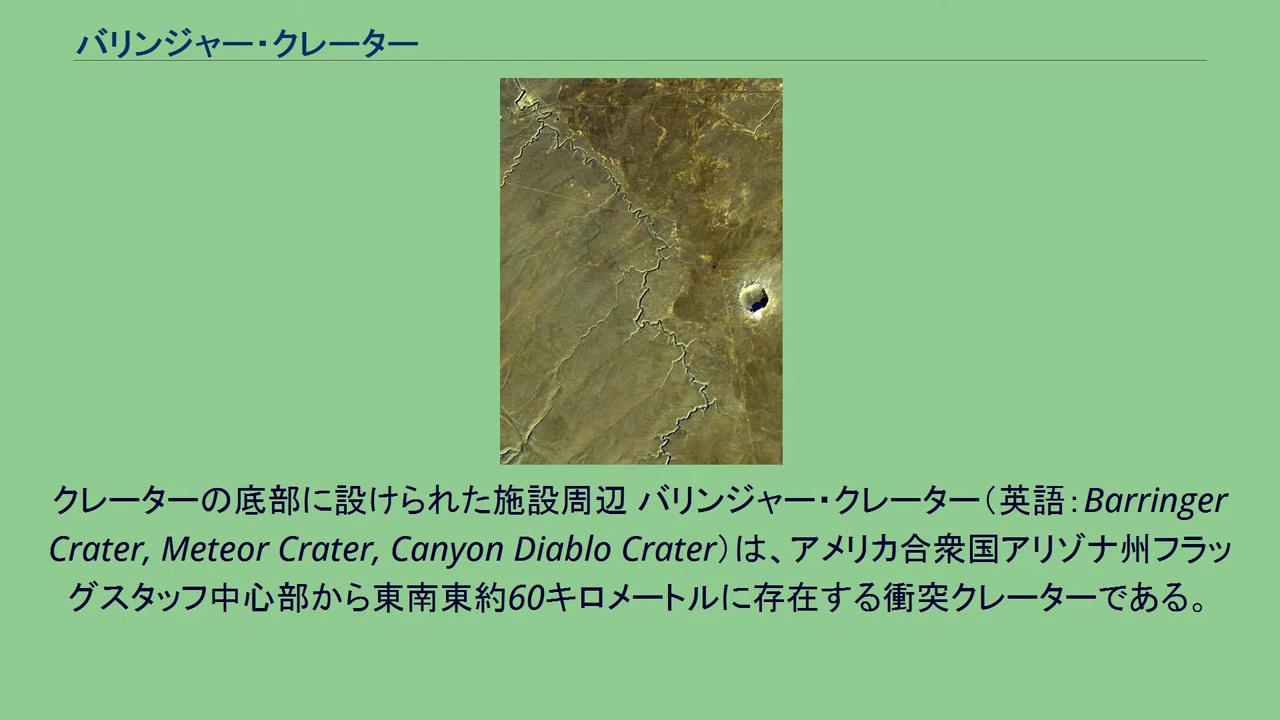 バリンジャー・クレーター
クレーターの底部に設けられた施設周辺 バリンジャー・クレーター（英語：Barringer
Crater, Meteor Crater, Canyon Diablo Crater）は、アメリカ合衆国アリゾナ州フラッ
グスタッフ中心部から東南東約60キロメートルに存在する衝突クレーターである。